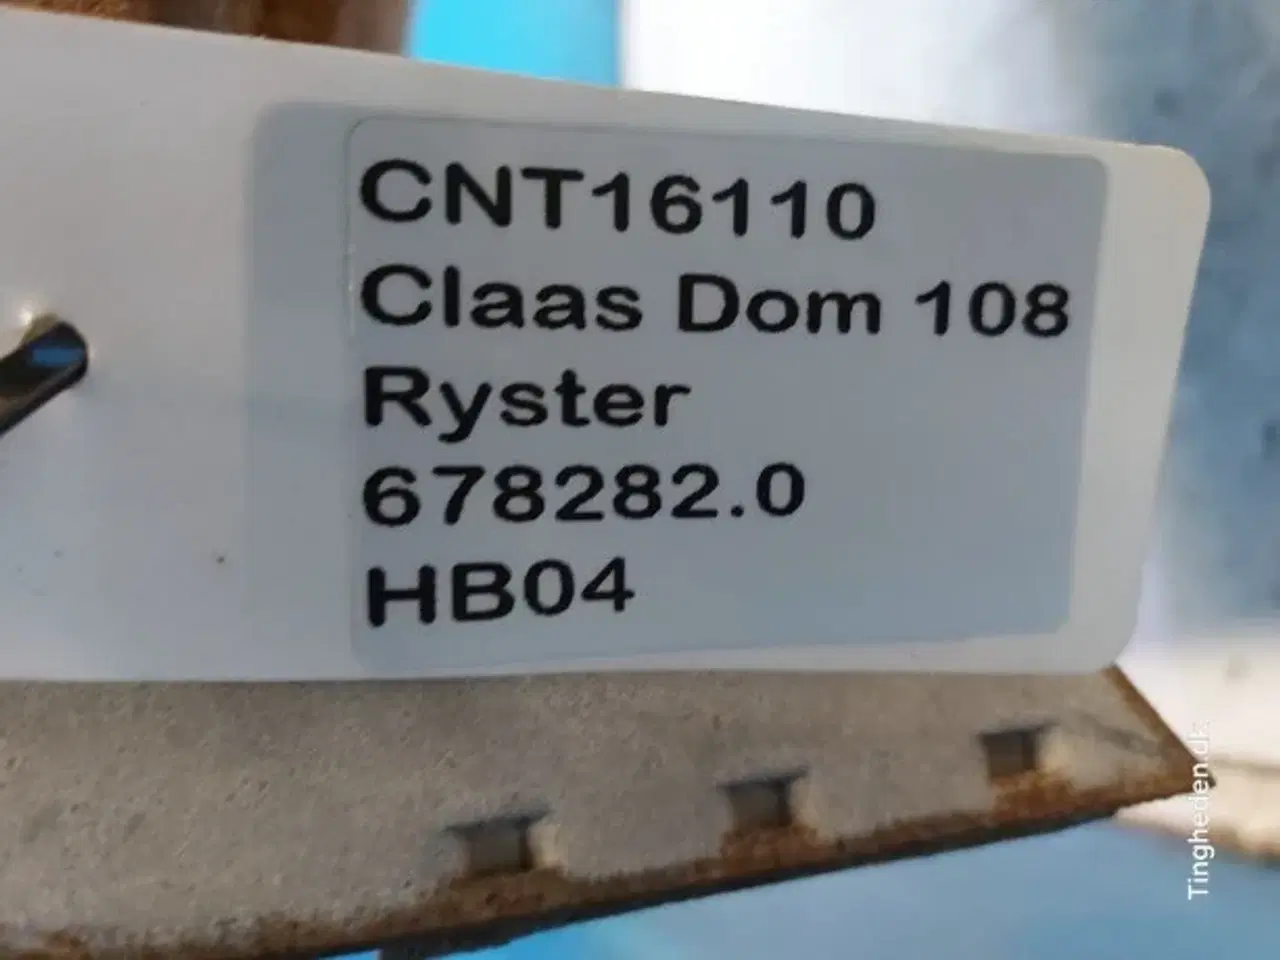 CNT16110
Claas Dom 108
Ryster
678282.0
HB04
Tingheden.dk